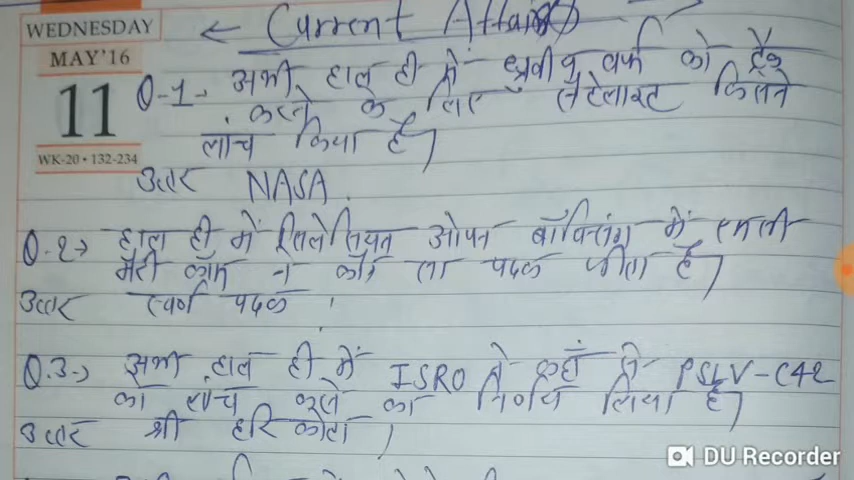 WEDNESDAY
MAY'16
11
WK-20 • 132-234
← Current Affairs
Q-1. अभी हाल ही में ध्रुवीय बर्फ को ट्रैक
करने के लिए सैटेलाइट किसने
लांच किया है।
उत्तर NASA.
Q.2→ हाल ही में सिलेसियन ओपन बॉक्सिंग में एमसी
मैरी कॉम ने कौन सा पदक जीता है।
उत्तर स्वर्ण पदक।
Q.3→ अभी हाल ही में ISRO ने कहाँ से PSLV-C42
को लांच करने का निर्णय लिया है।
उत्तर श्री हरि कोटा।
DU Recorder